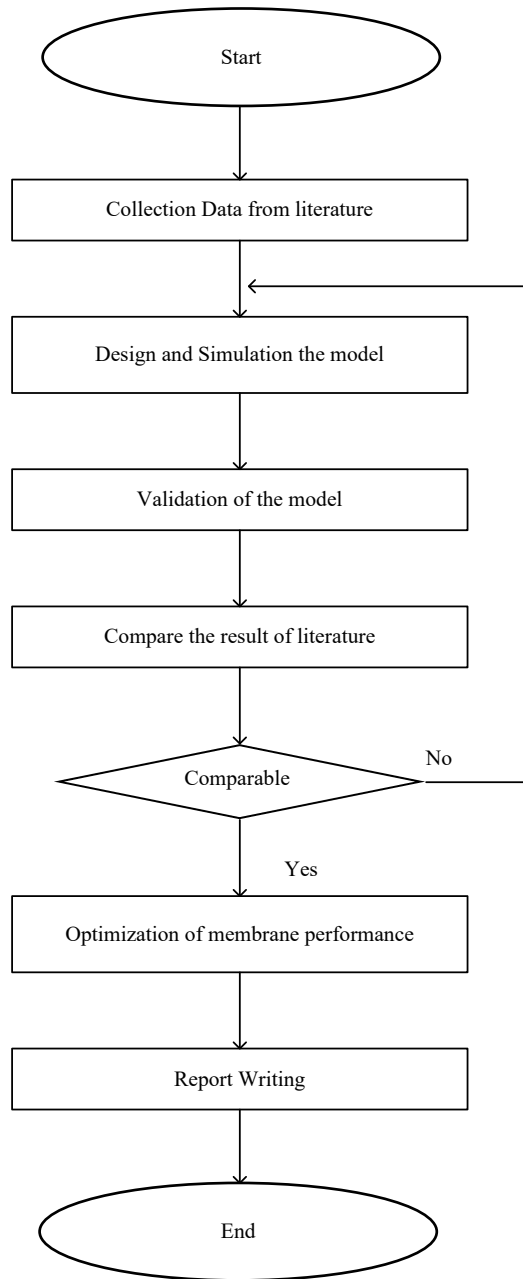 Start
Collection Data from literature
Design and Simulation the model
Validation of the model
Compare the result of literature
No
Comparable
Yes
Optimization of membrane performance
Report Writing
End